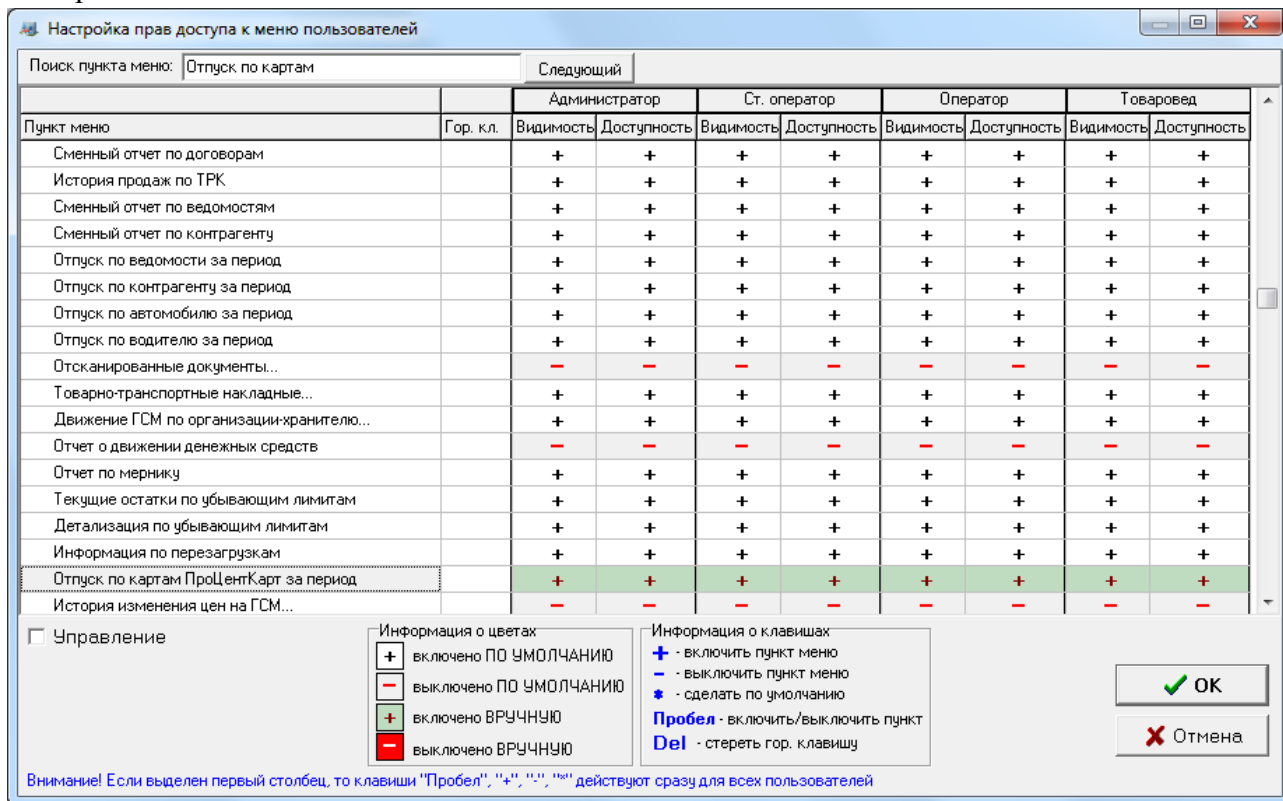 Настройка прав доступа к меню пользователей
Поиск пункта меню: Отпуск по картам Следующий
Администратор Ст. оператор Оператор Товаровед
Пункт меню Гор. кл. Видимость Доступность Видимость Доступность Видимость Доступность Видимость Доступность
Сменный отчет по договорам + + + + + + + +
История продаж по ТРК + + + + + + + +
Сменный отчет по ведомостям + + + + + + + +
Сменный отчет по контрагенту + + + + + + + +
Отпуск по ведомости за период + + + + + + + +
Отпуск по контрагенту за период + + + + + + + +
Отпуск по автомобилю за период + + + + + + + +
Отпуск по водителю за период + + + + + + + +
Отсканированные документы... – – – – – – – –
Товарно-транспортные накладные... + + + + + + + +
Движение ГСМ по организации-хранителю... + + + + + + + +
Отчет о движении денежных средств – – – – – – – –
Отчет по мернику + + + + + + + +
Текущие остатки по убывающим лимитам + + + + + + + +
Детализация по убывающим лимитам + + + + + + + +
Информация по перезагрузкам + + + + + + + +
Отпуск по картам ПроЦентКарт за период + + + + + + + +
История изменения цен на ГСМ... – – – – – – – –
Управление
Информация о цветах
+ включено ПО УМОЛЧАНИЮ
– выключено ПО УМОЛЧАНИЮ
+ включено ВРУЧНУЮ
– выключено ВРУЧНУЮ
Информация о клавишах
+ - включить пункт меню
– - выключить пункт меню
* - сделать по умолчанию
Пробел - включить/выключить пункт
Del - стереть гор. клавишу
OK
Отмена
Внимание! Если выделен первый столбец, то клавиши "Пробел", "+", "-", "*" действуют сразу для всех пользователей